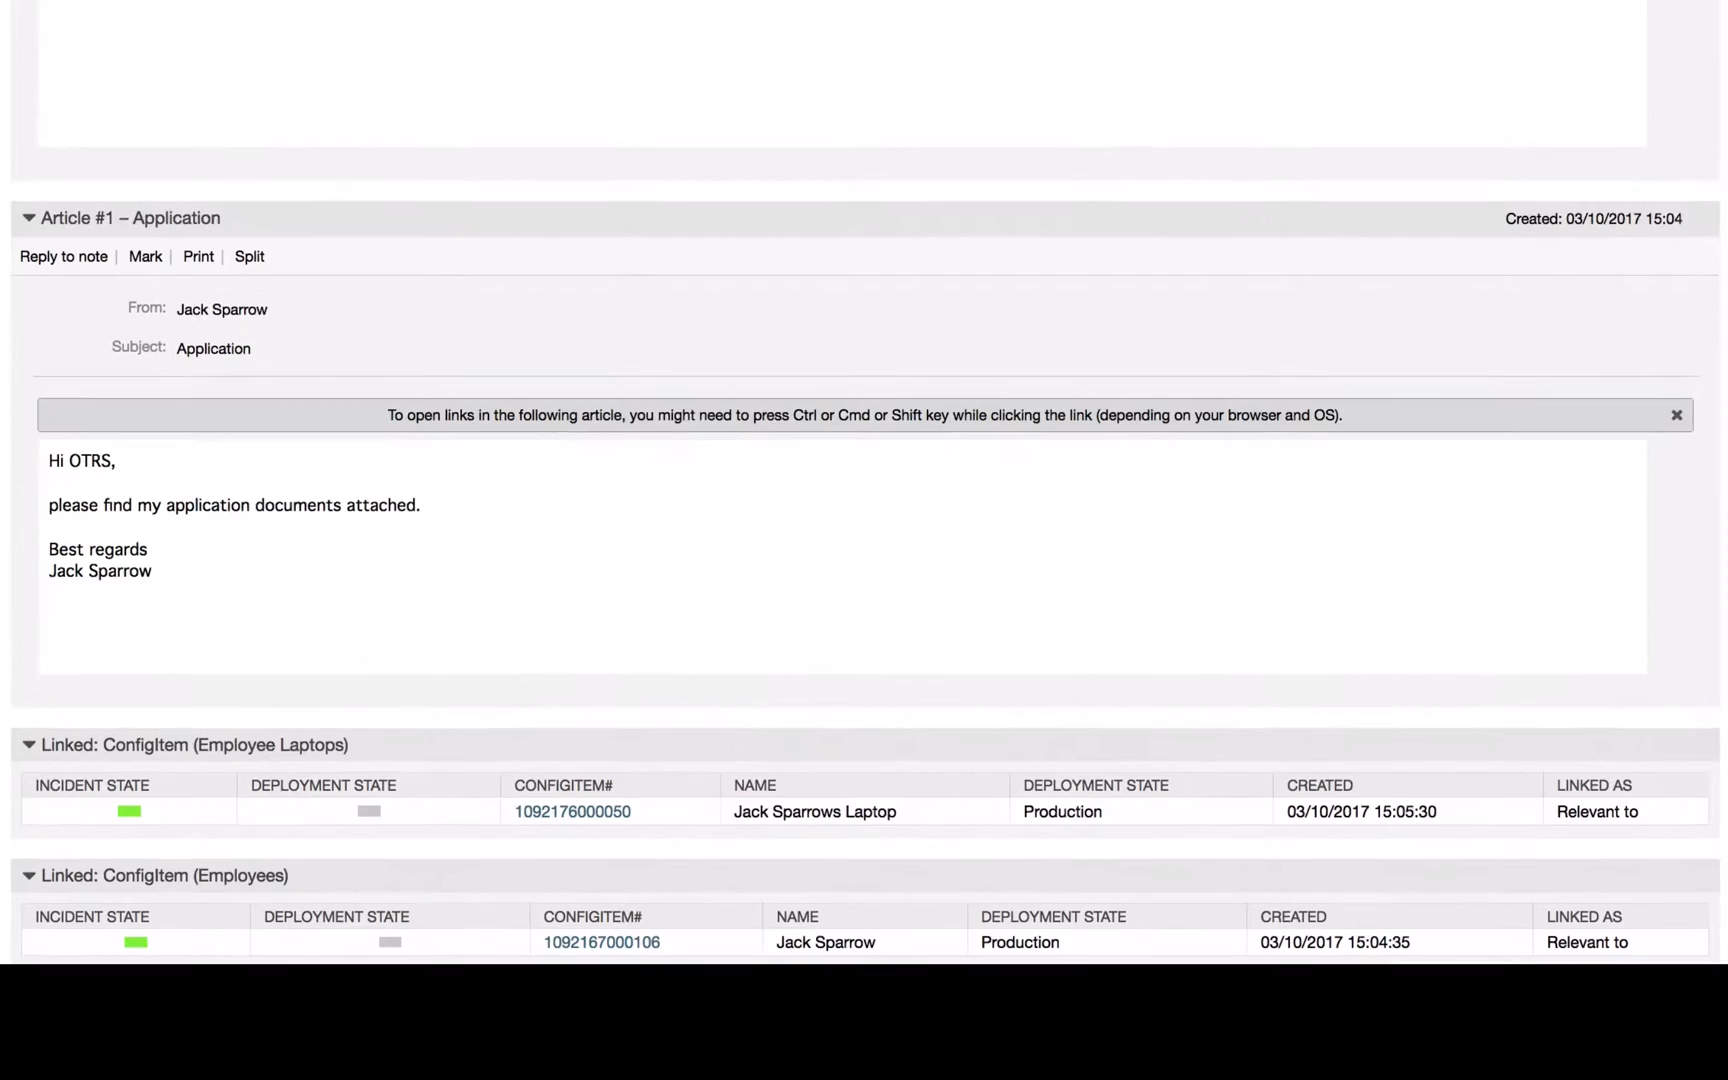 Article #1 – Application Created: 03/10/2017 15:04
Reply to note | Mark | Print | Split
From: Jack Sparrow
Subject: Application
To open links in the following article, you might need to press Ctrl or Cmd or Shift key while clicking the link (depending on your browser and OS).
Hi OTRS,
please find my application documents attached.
Best regards
Jack Sparrow
Linked: ConfigItem (Employee Laptops)
INCIDENT STATE DEPLOYMENT STATE CONFIGITEM# NAME DEPLOYMENT STATE CREATED LINKED AS
1092176000050 Jack Sparrows Laptop Production 03/10/2017 15:05:30 Relevant to
Linked: ConfigItem (Employees)
INCIDENT STATE DEPLOYMENT STATE CONFIGITEM# NAME DEPLOYMENT STATE CREATED LINKED AS
1092167000106 Jack Sparrow Production 03/10/2017 15:04:35 Relevant to